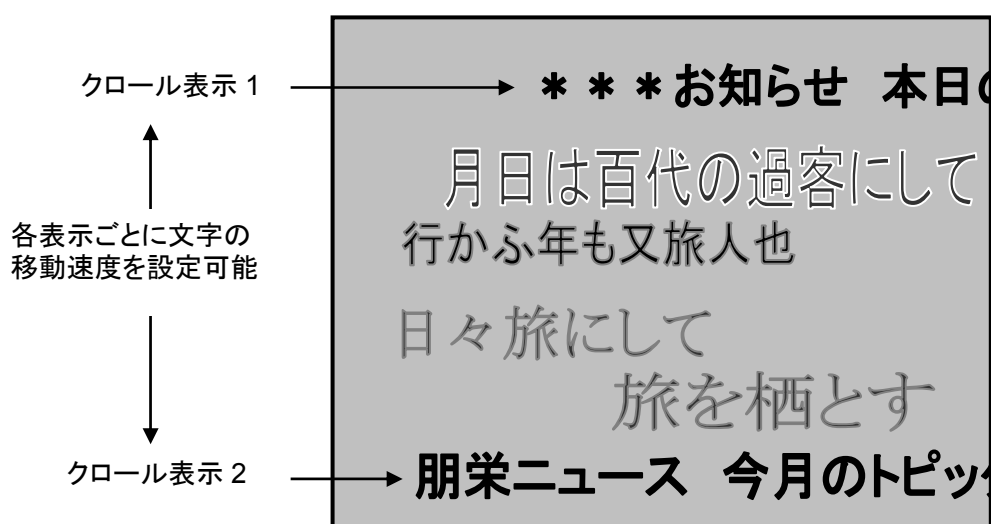 クロール表示 1
各表示ごとに文字の
移動速度を設定可能
クロール表示 2
＊＊＊お知らせ 本日の
月日は百代の過客にして
行かふ年も又旅人也
日々旅にして
旅を栖とす
朋栄ニュース 今月のトピック